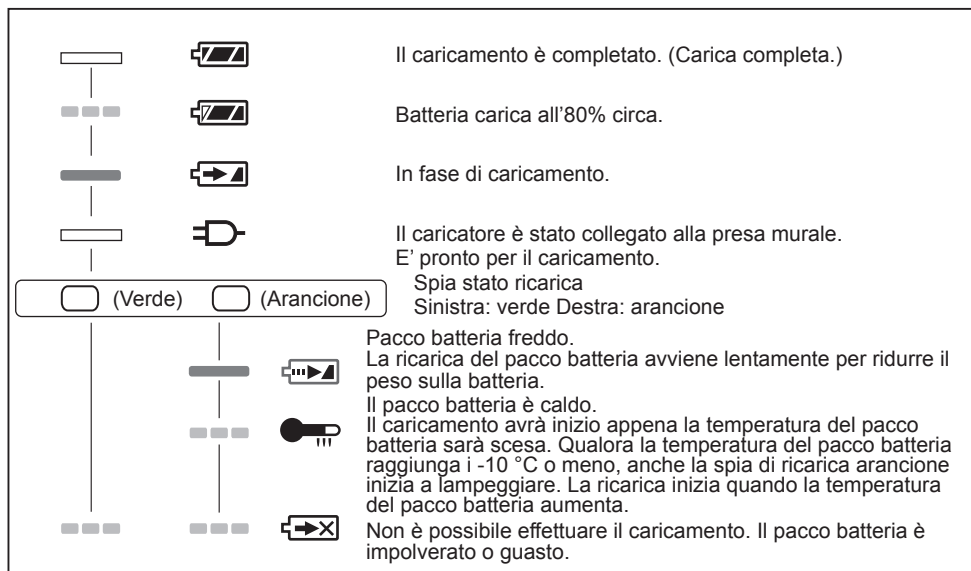 Il caricamento è completato. (Carica completa.)
Batteria carica all'80% circa.
In fase di caricamento.
Il caricatore è stato collegato alla presa murale.
E' pronto per il caricamento.
Spia stato ricarica
(Verde) (Arancione)
Sinistra: verde Destra: arancione
Pacco batteria freddo.
La ricarica del pacco batteria avviene lentamente per ridurre il
peso sulla batteria.
Il pacco batteria è caldo.
Il caricamento avrà inizio appena la temperatura del pacco
batteria sarà scesa. Qualora la temperatura del pacco batteria
raggiunga i -10 °C o meno, anche la spia di ricarica arancione
inizia a lampeggiare. La ricarica inizia quando la temperatura
del pacco batteria aumenta.
Non è possibile effettuare il caricamento. Il pacco batteria è
impolverato o guasto.